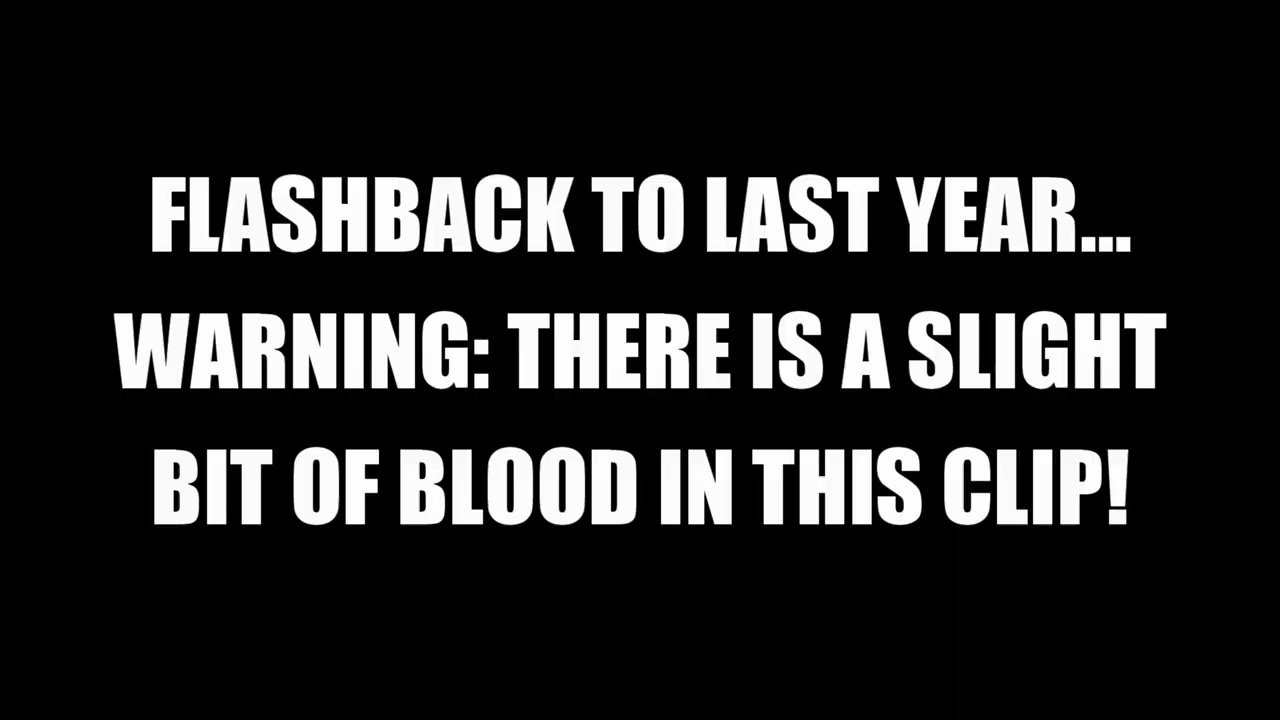 FLASHBACK TO LAST YEAR...
WARNING: THERE IS A SLIGHT
BIT OF BLOOD IN THIS CLIP!